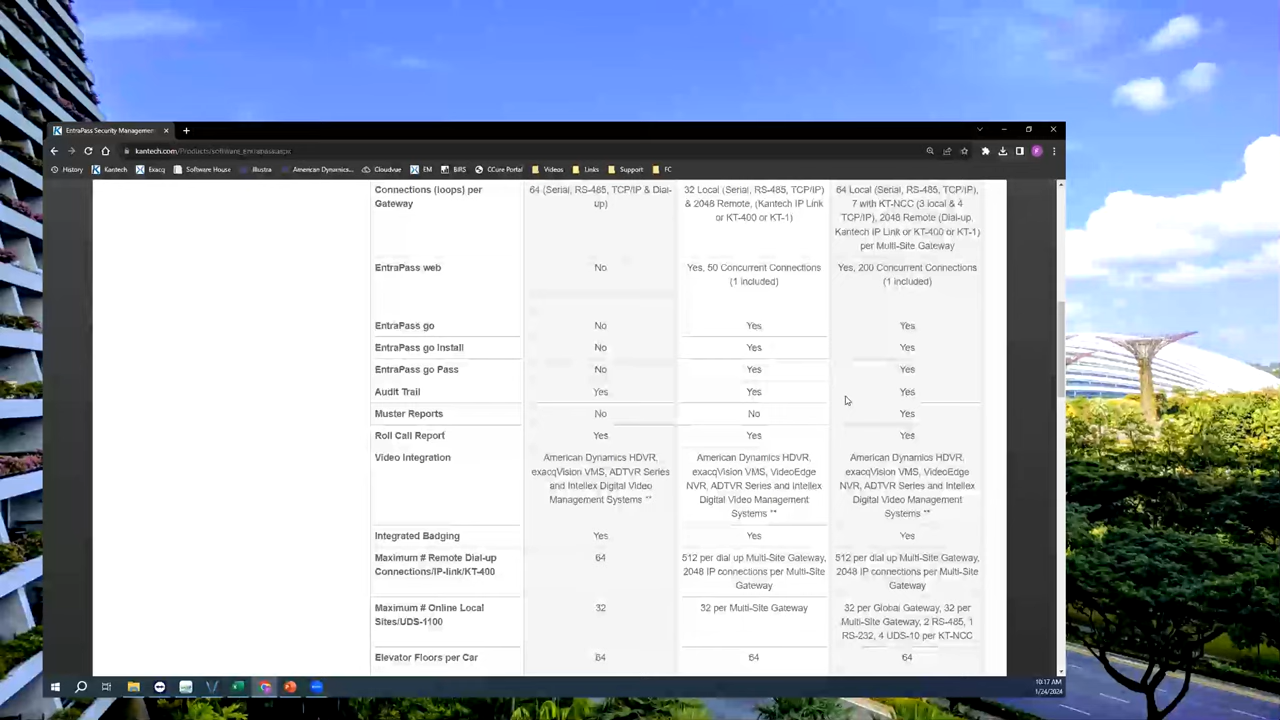 EntraPass Security Managemen
kantech.com/Products/software_entrapass.aspx
History Kantech Exacq Software House Illustra American Dynamics... Cloudvue EM BIRS CCure Portal Videos Links Support FC
Connections (loops) per Gateway
64 (Serial, RS-485, TCP/IP & Dial-
up)
32 Local (Serial, RS-485, TCP/IP)
& 2048 Remote, (Kantech IP Link
or KT-400 or KT-1)
64 Local (Serial, RS-485, TCP/IP),
7 with KT-NCC (3 local & 4
TCP/IP), 2048 Remote (Dial-up,
Kantech IP Link or KT-400 or KT-1)
per Multi-Site Gateway
EntraPass web
No
Yes, 50 Concurrent Connections
(1 included)
Yes, 200 Concurrent Connections
(1 included)
EntraPass go No Yes Yes
EntraPass go Install No Yes Yes
EntraPass go Pass No Yes Yes
Audit Trail Yes Yes Yes
Muster Reports No No Yes
Roll Call Report Yes Yes Yes
Video Integration
American Dynamics HDVR,
exacqVision VMS, ADTVR Series
and Intellex Digital Video
Management Systems **
American Dynamics HDVR,
exacqVision VMS, VideoEdge
NVR, ADTVR Series and Intellex
Digital Video Management
Systems **
American Dynamics HDVR,
exacqVision VMS, VideoEdge
NVR, ADTVR Series and Intellex
Digital Video Management
Systems **
Integrated Badging Yes Yes Yes
Maximum # Remote Dial-up
Connections/IP-link/KT-400
64
512 per dial up Multi-Site Gateway,
2048 IP connections per Multi-Site
Gateway
512 per dial up Multi-Site Gateway,
2048 IP connections per Multi-Site
Gateway
Maximum # Online Local
Sites/UDS-1100
32
32 per Multi-Site Gateway
32 per Global Gateway, 32 per
Multi-Site Gateway, 2 RS-485, 1
RS-232, 4 UDS-10 per KT-NCC
Elevator Floors per Car 64 64 64
10:17 AM
1/24/2024